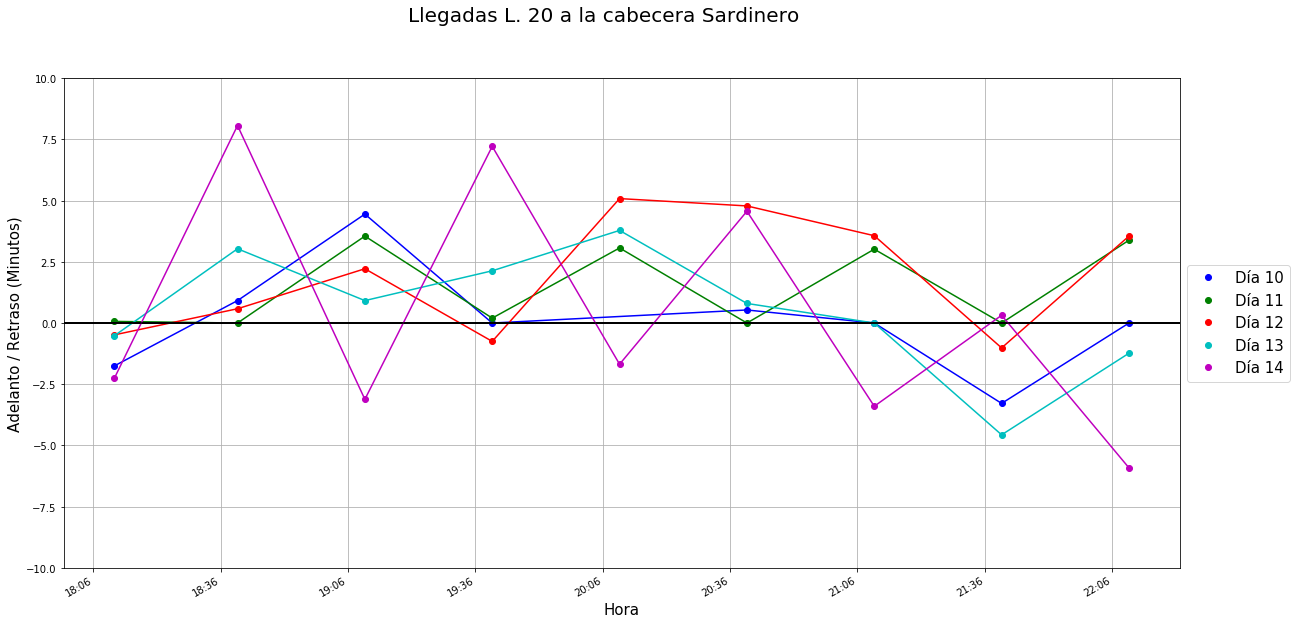 Llegadas L. 20 a la cabecera Sardinero
Adelanto / Retraso (Minutos)
10.0
7.5
5.0
2.5
0.0
−2.5
−5.0
−7.5
−10.0
18:06
18:36
19:06
19:36
20:06
20:36
21:06
21:36
22:06
Hora
Día 10
Día 11
Día 12
Día 13
Día 14